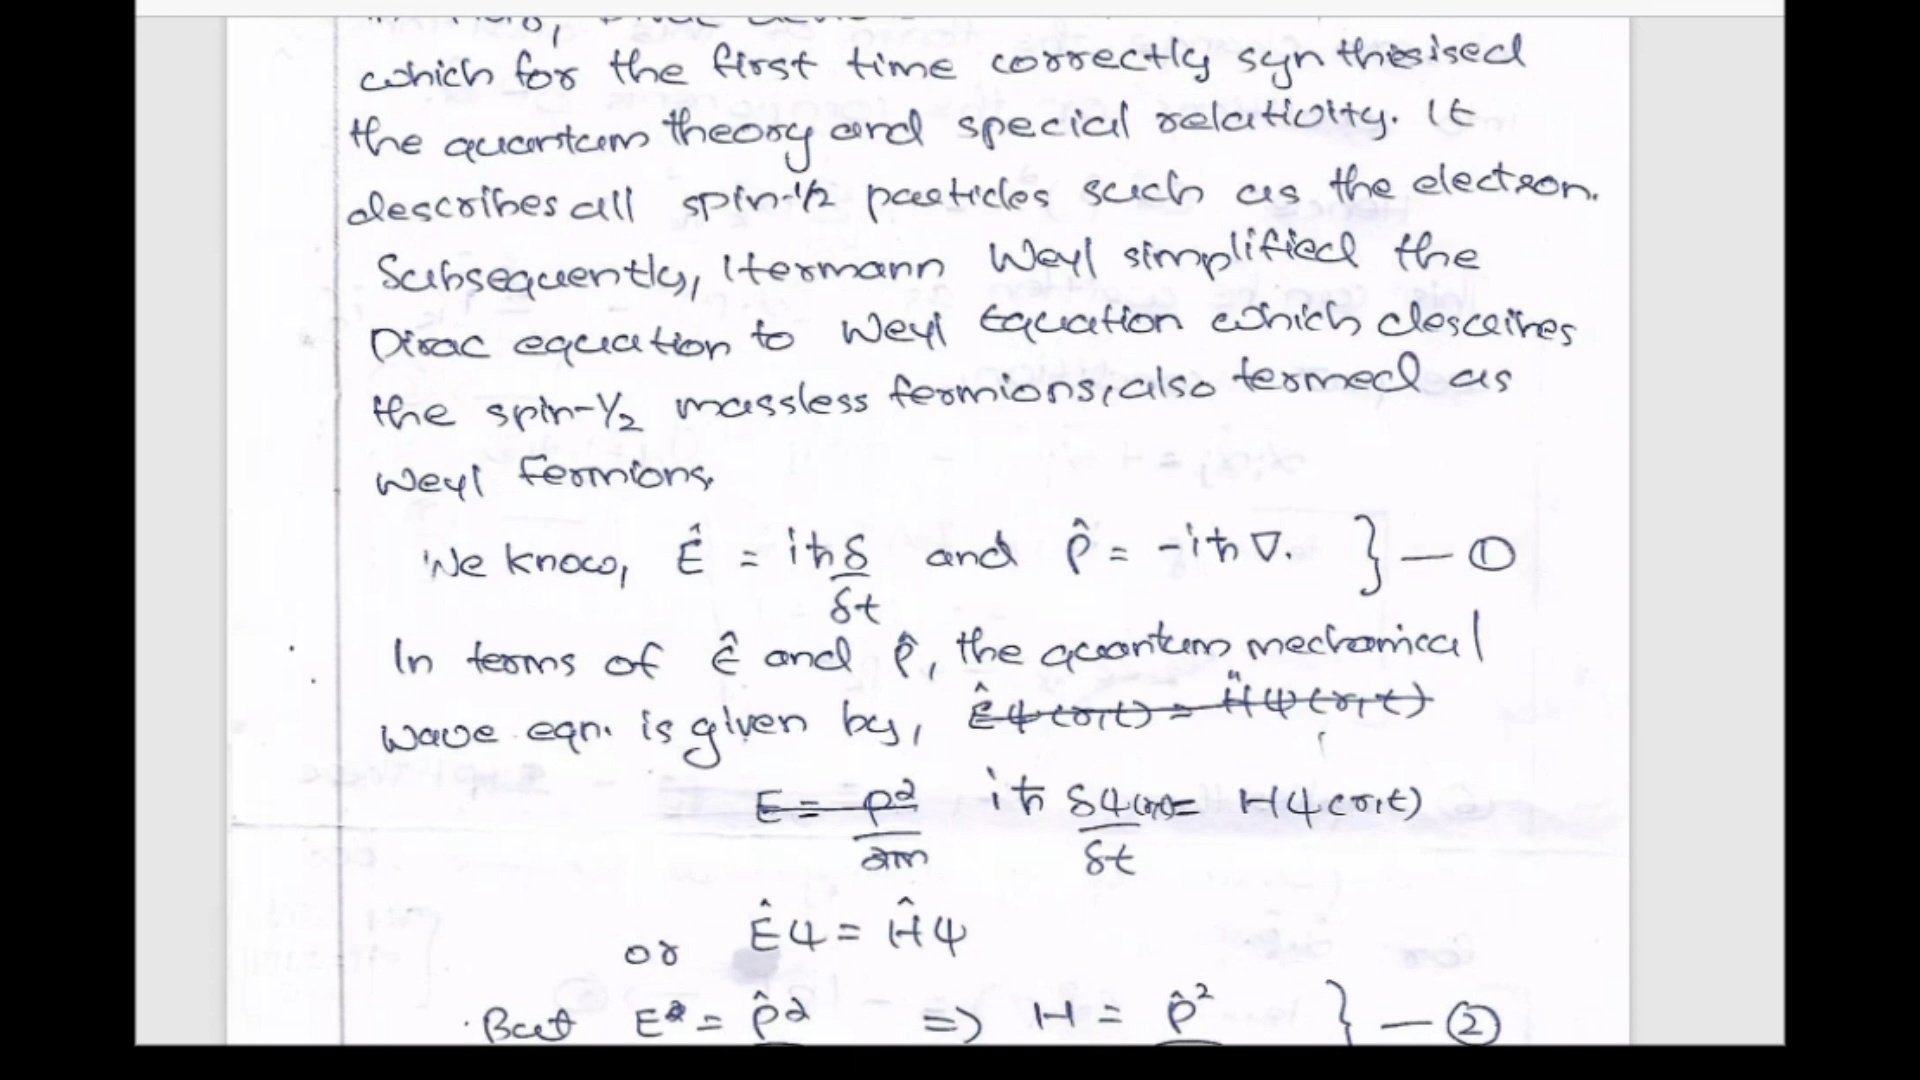 which for the first time correctly synthesised
the quantum theory and special relativity. It
describes all spin-1/2 particles such as the electron.
Subsequently, Hermann Weyl simplified the
Dirac equation to Weyl Equation which describes
the spin-1/2 massless fermions, also termed as
Weyl Fermions.
We know, Ê = iħ δ/δt and P̂ = -iħ∇. } — ①
In terms of Ê and P̂, the quantum mechanical
wave eqn. is given by, Êψ(r,t) = Ĥψ(r,t)
E = p²/2m iħ δψ(r,t)/δt = Hψ(r,t)
or Êψ = Ĥψ
But E = P̂² => H = P̂² } — ②